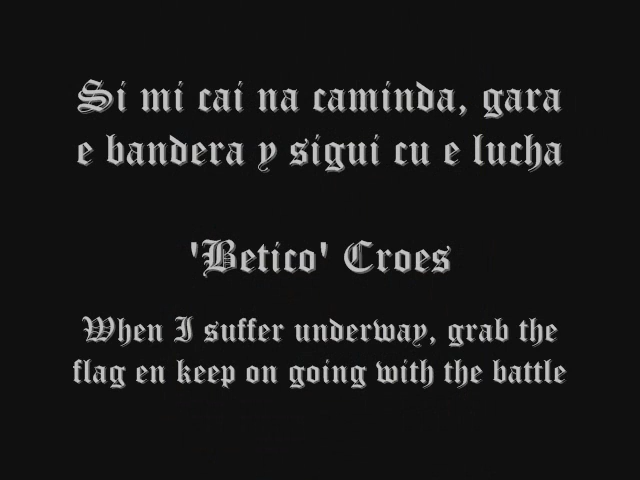 Si mi cai na caminda, gara
e bandera y sigui cu e lucha
'Betico' Croes
When I suffer underway, grab the
flag en keep on going with the battle